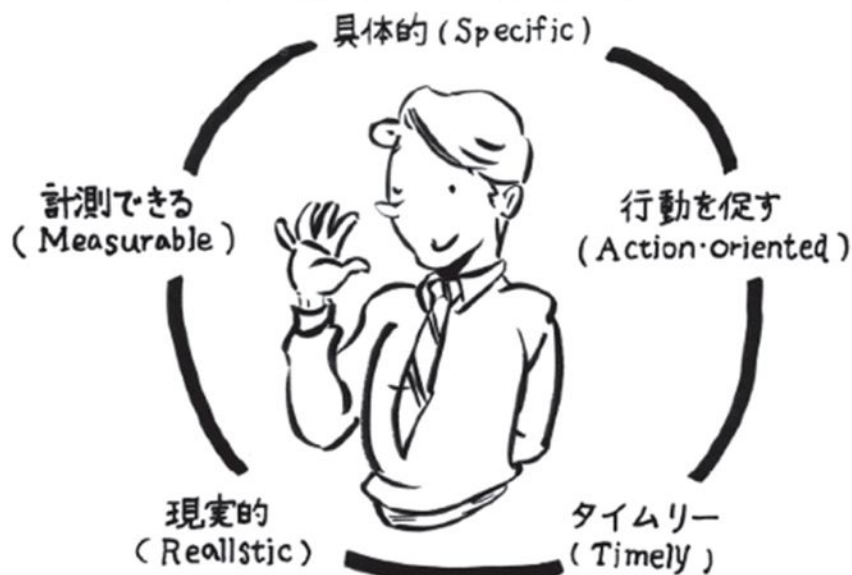 具体的(Specific)
計測できる
(Measurable)
行動を促す
(Action・oriented)
現実的
(Reallstic)
タイムリー
(Timely)